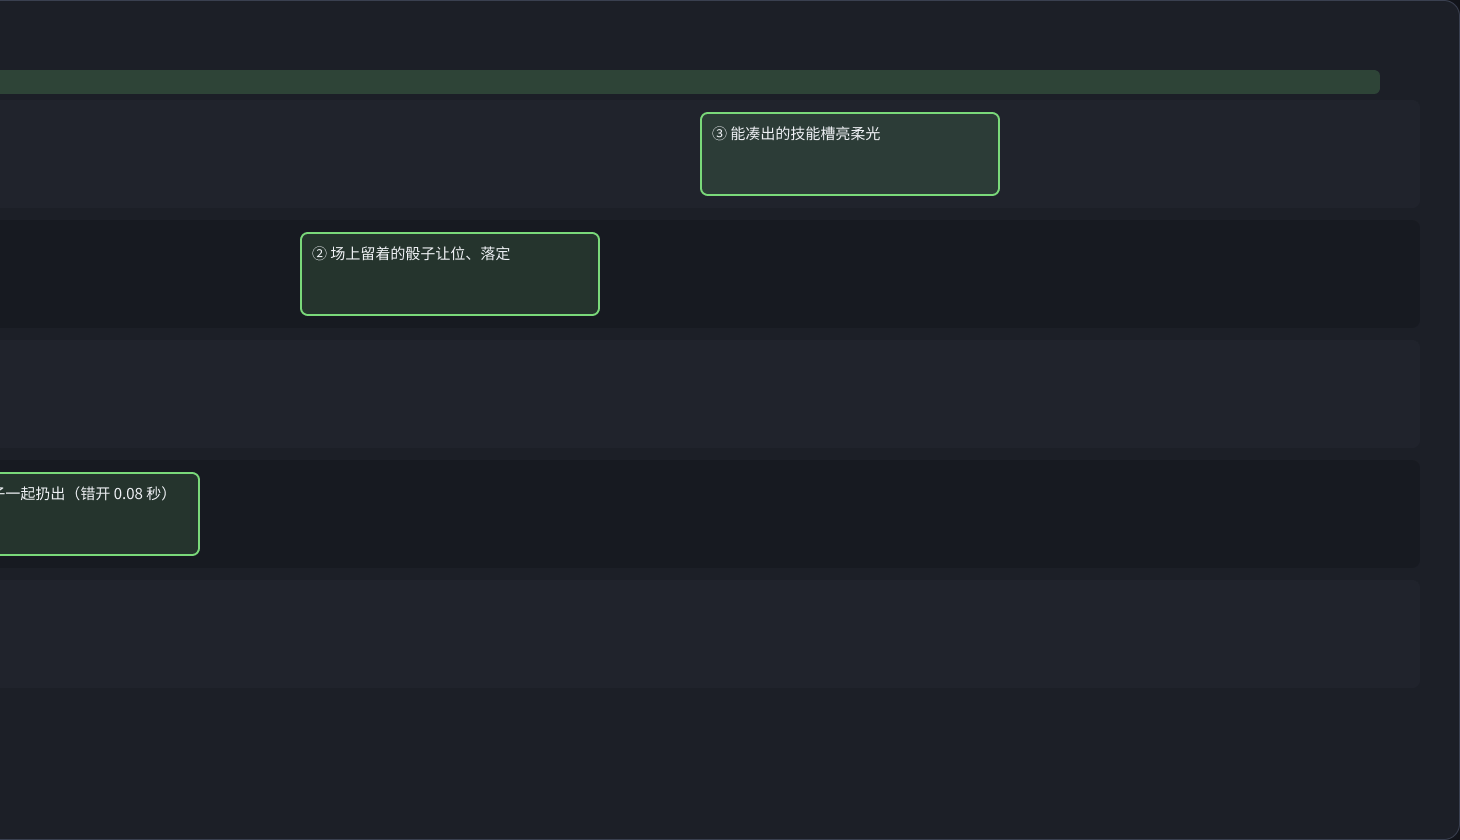 ③ 能凑出的技能槽亮柔光
② 场上留着的骰子让位、落定
一起扔出（错开 0.08 秒）